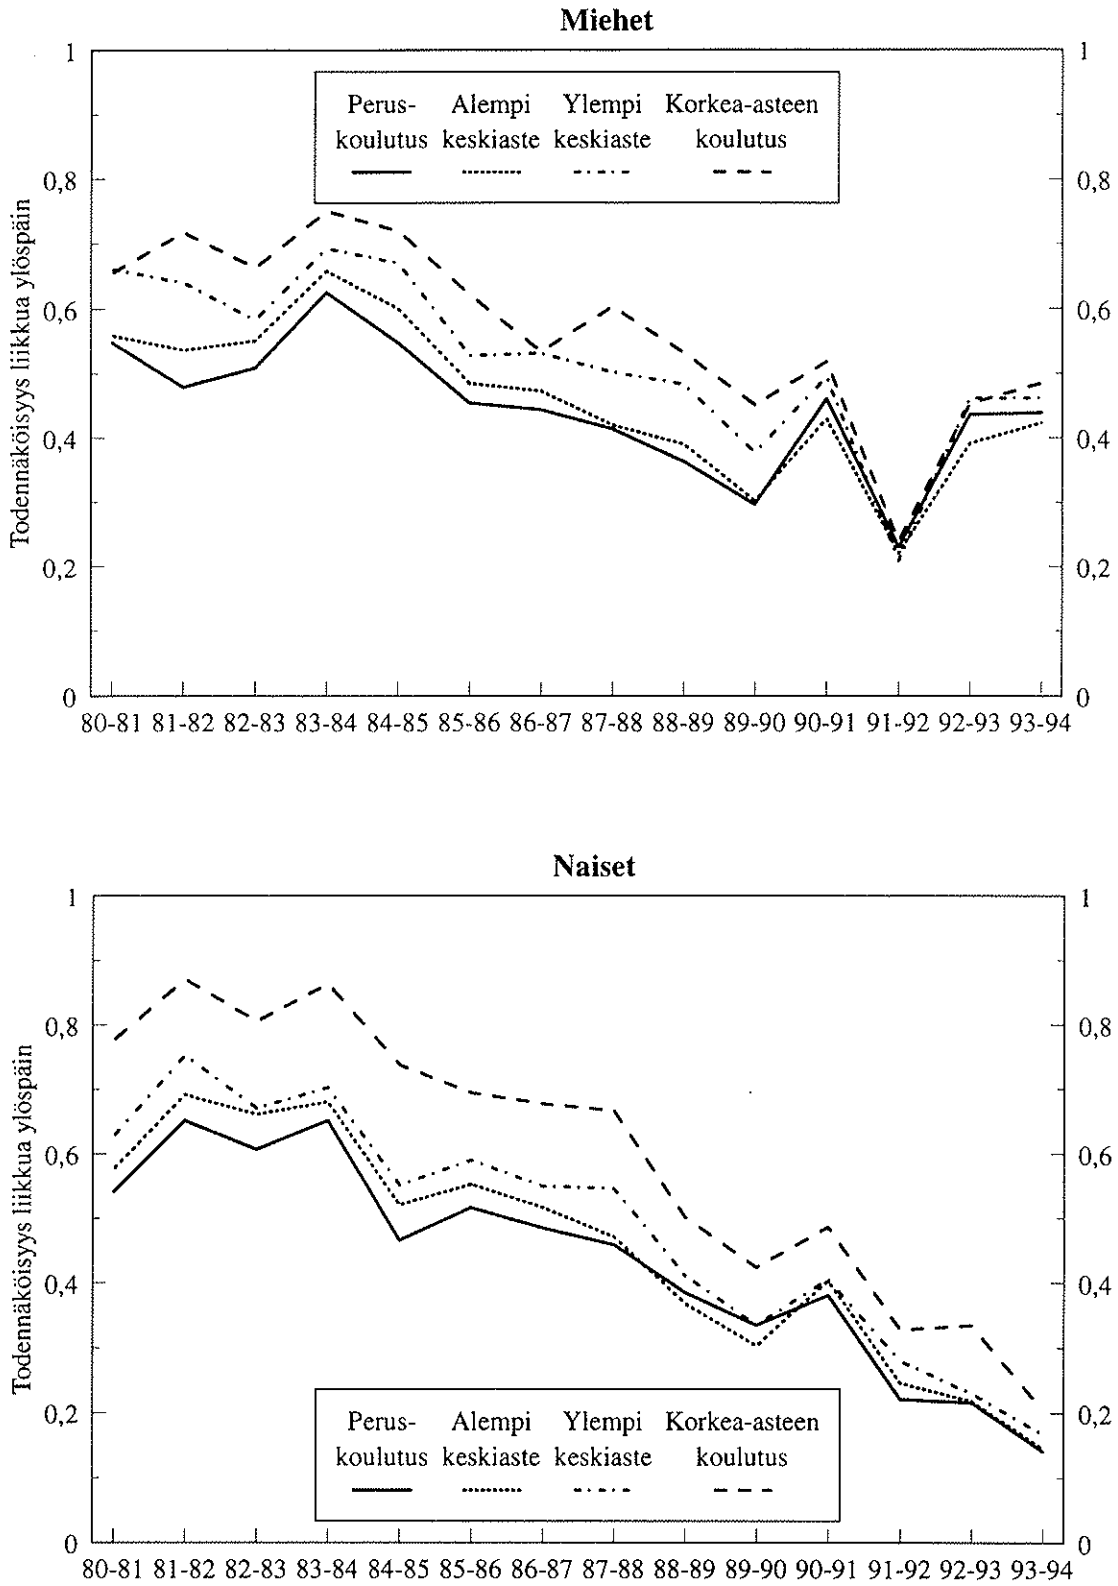 Miehet
1 1
Perus- Alempi Ylempi Korkea-asteen
koulutus keskiaste keskiaste koulutus
0,8 0,8
Todennäköisyys liikkua ylöspäin
0,6 0,6
0,4 0,4
0,2 0,2
0 0
80-81 81-82 82-83 83-84 84-85 85-86 86-87 87-88 88-89 89-90 90-91 91-92 92-93 93-94
Naiset
1 1
0,8 0,8
Todennäköisyys liikkua ylöspäin
0,6 0,6
0,4 0,4
Perus- Alempi Ylempi Korkea-asteen
0,2 0,2
koulutus keskiaste keskiaste koulutus
0 0
80-81 81-82 82-83 83-84 84-85 85-86 86-87 87-88 88-89 89-90 90-91 91-92 92-93 93-94